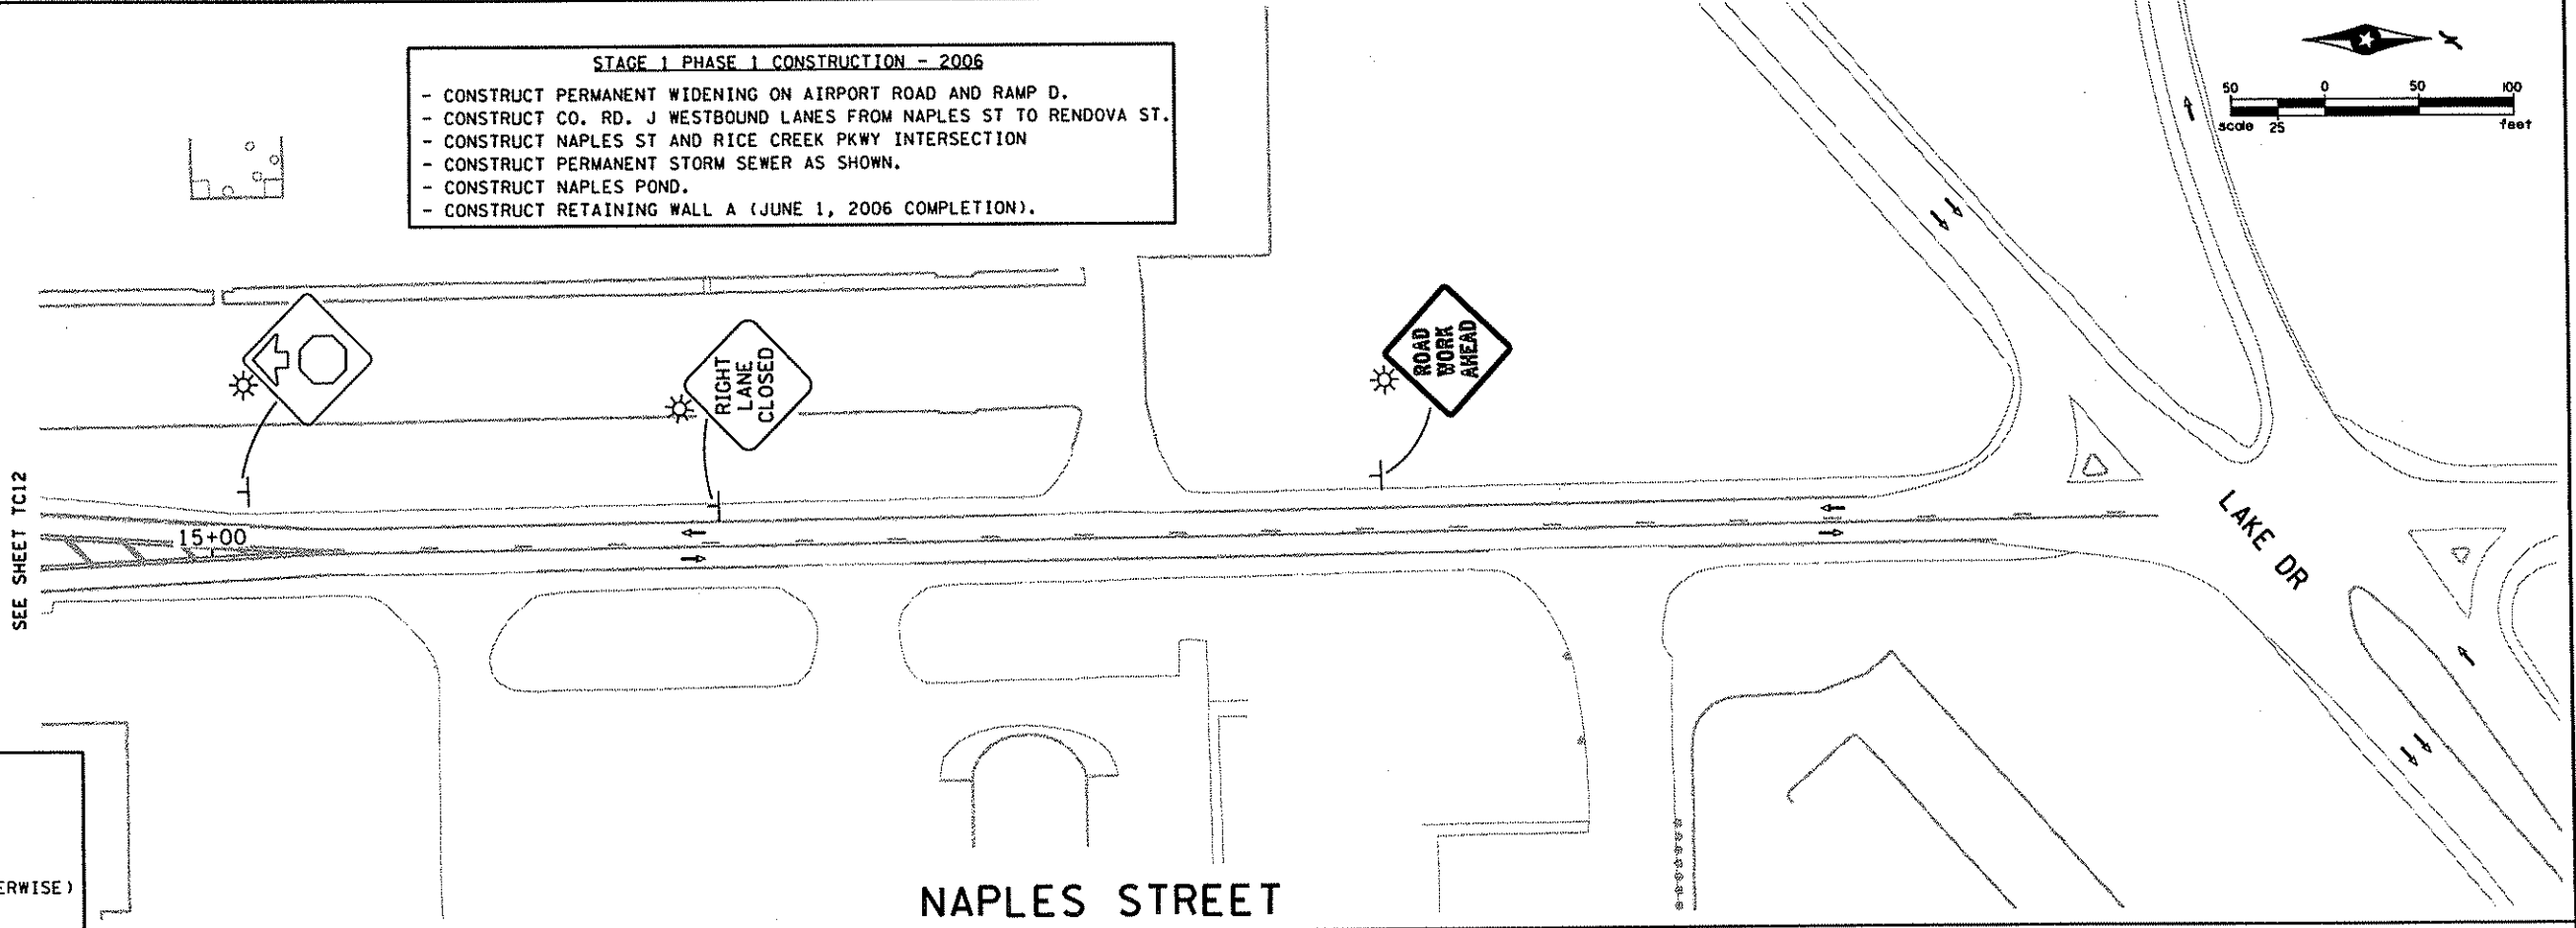 STAGE 1 PHASE 1 CONSTRUCTION - 2006
- CONSTRUCT PERMANENT WIDENING ON AIRPORT ROAD AND RAMP D.
- CONSTRUCT CO. RD. J WESTBOUND LANES FROM NAPLES ST TO RENDOVA ST.
- CONSTRUCT NAPLES ST AND RICE CREEK PKWY INTERSECTION
- CONSTRUCT PERMANENT STORM SEWER AS SHOWN.
- CONSTRUCT NAPLES POND.
- CONSTRUCT RETAINING WALL A (JUNE 1, 2006 COMPLETION).
50 0 50 100
scale 25 feet
RIGHT
LANE
CLOSED
ROAD
WORK
AHEAD
SEE SHEET TC12
15+00
LAKE DR
ERWISE)
NAPLES STREET